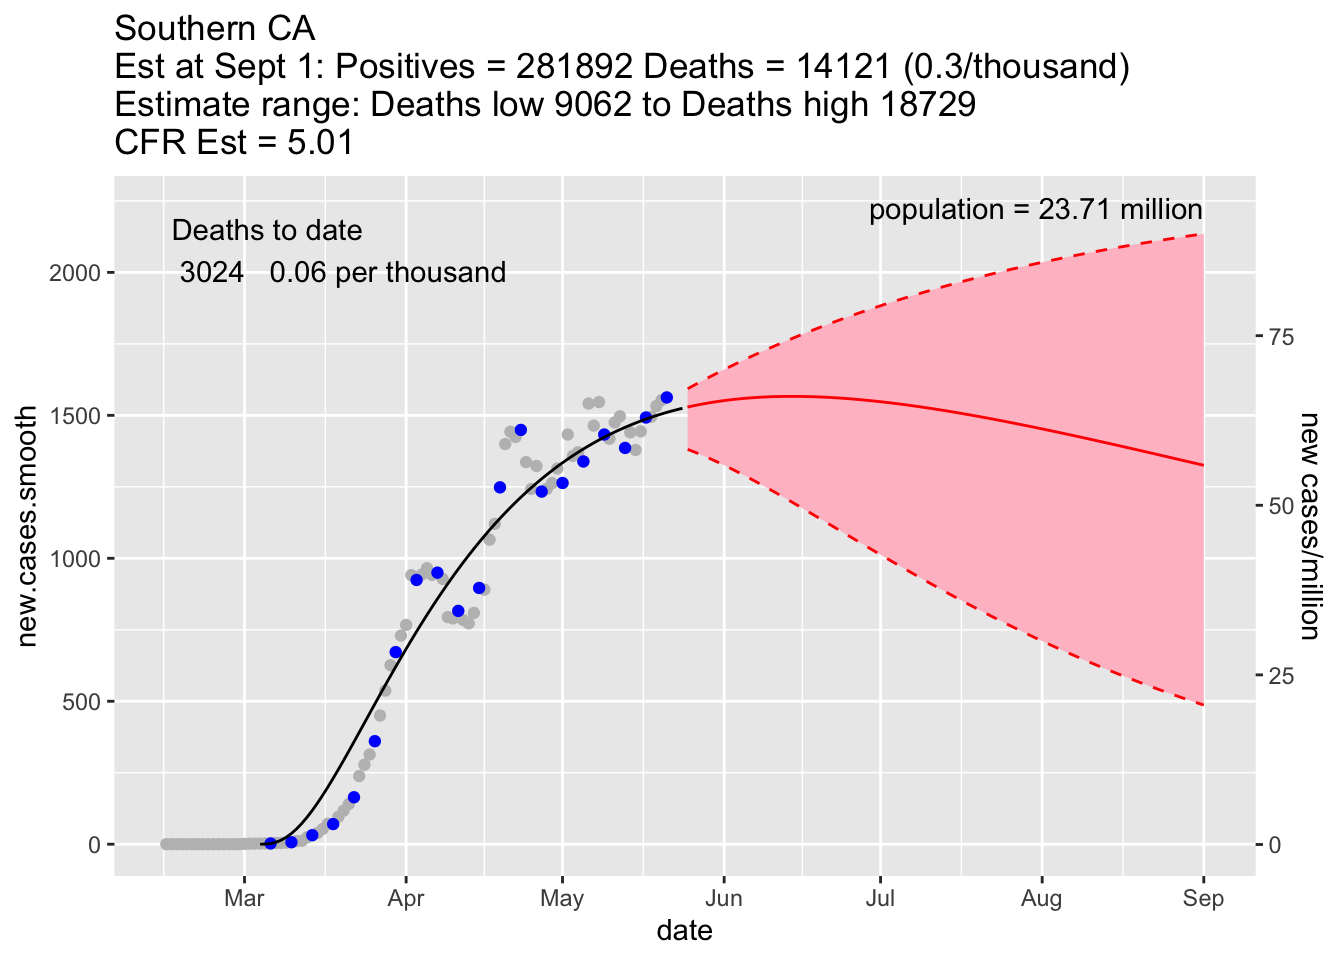 Southern CA
Est at Sept 1: Positives = 281892 Deaths = 14121 (0.3/thousand)
Estimate range: Deaths low 9062 to Deaths high 18729
CFR Est = 5.01
population = 23.71 million
Deaths to date
3024 0.06 per thousand
2000
1500
1000
500
0
new.cases.smooth
75
50
25
0
new cases/million
Mar Apr May Jun Jul Aug Sep
date